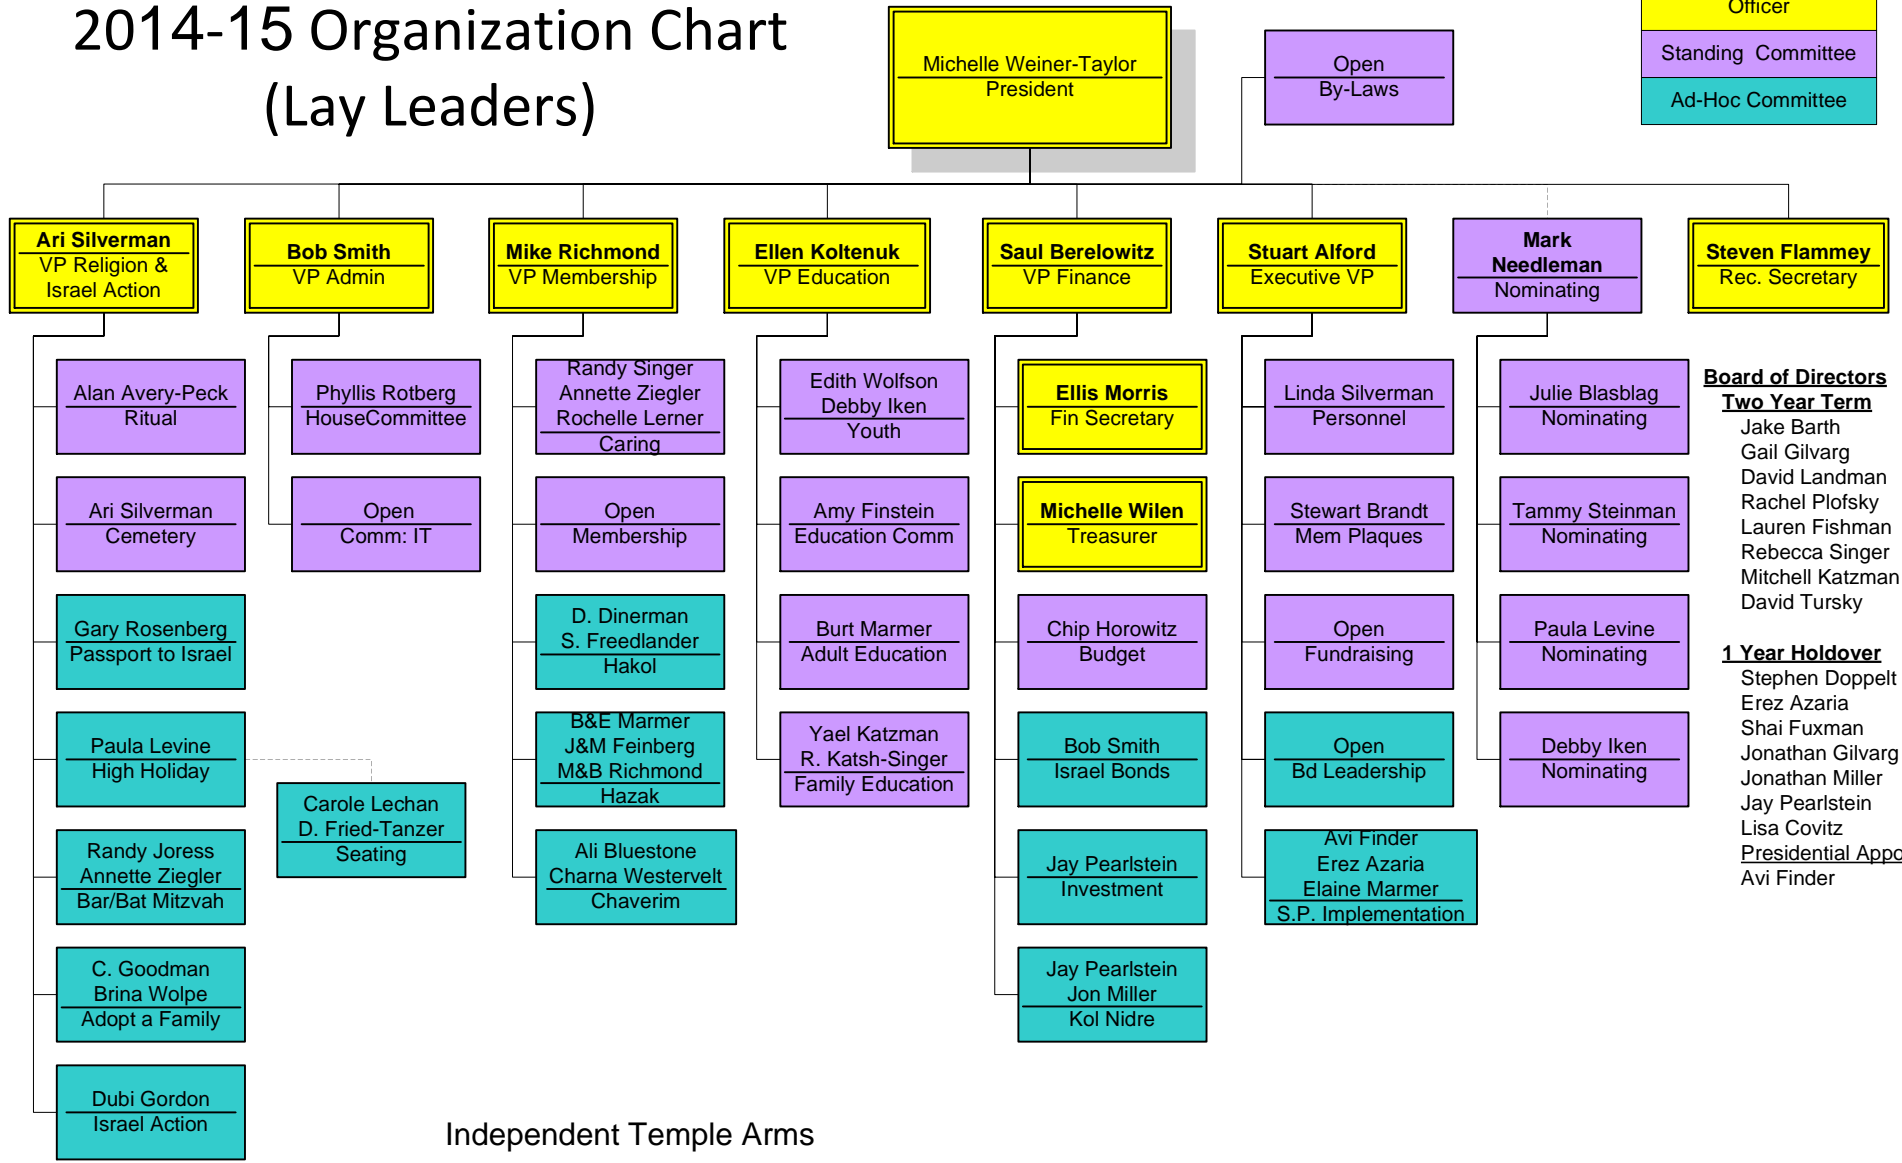 2014-15 Organization Chart
(Lay Leaders)
Michelle Weiner-Taylor
President
Open
By-Laws
Officer
Standing Committee
Ad-Hoc Committee
Ari Silverman
VP Religion &
Israel Action
Bob Smith
VP Admin
Mike Richmond
VP Membership
Ellen Koltenuk
VP Education
Saul Berelowitz
VP Finance
Stuart Alford
Executive VP
Mark
Needleman
Nominating
Steven Flammey
Rec. Secretary
Alan Avery-Peck
Ritual
Ari Silverman
Cemetery
Gary Rosenberg
Passport to Israel
Paula Levine
High Holiday
Carole Lechan
D. Fried-Tanzer
Seating
Randy Joress
Annette Ziegler
Bar/Bat Mitzvah
C. Goodman
Brina Wolpe
Adopt a Family
Dubi Gordon
Israel Action
Phyllis Rotberg
HouseCommittee
Open
Comm: IT
Randy Singer
Annette Ziegler
Rochelle Lerner
Caring
Open
Membership
D. Dinerman
S. Freedlander
Hakol
B&E Marmer
J&M Feinberg
M&B Richmond
Hazak
Ali Bluestone
Charna Westervelt
Chaverim
Edith Wolfson
Debby Iken
Youth
Amy Finstein
Education Comm
Burt Marmer
Adult Education
Yael Katzman
R. Katsh-Singer
Family Education
Ellis Morris
Fin Secretary
Michelle Wilen
Treasurer
Chip Horowitz
Budget
Bob Smith
Israel Bonds
Jay Pearlstein
Investment
Jay Pearlstein
Jon Miller
Kol Nidre
Linda Silverman
Personnel
Stewart Brandt
Mem Plaques
Open
Fundraising
Open
Bd Leadership
Avi Finder
Erez Azaria
Elaine Marmer
S.P. Implementation
Julie Blasblag
Nominating
Tammy Steinman
Nominating
Paula Levine
Nominating
Debby Iken
Nominating
Board of Directors
Two Year Term
Jake Barth
Gail Gilvarg
David Landman
Rachel Plofsky
Lauren Fishman
Rebecca Singer
Mitchell Katzman
David Tursky
1 Year Holdover
Stephen Doppelt
Erez Azaria
Shai Fuxman
Jonathan Gilvarg
Jonathan Miller
Jay Pearlstein
Lisa Covitz
Presidential
Avi Finder
Independent Temple Arms